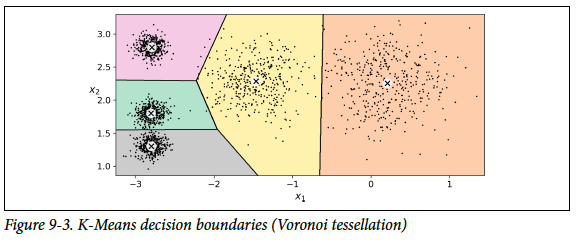 3.0
2.5
x2
2.0
1.5
1.0
−3 −2 −1 0 1
x1
Figure 9-3. K-Means decision boundaries (Voronoi tessellation)